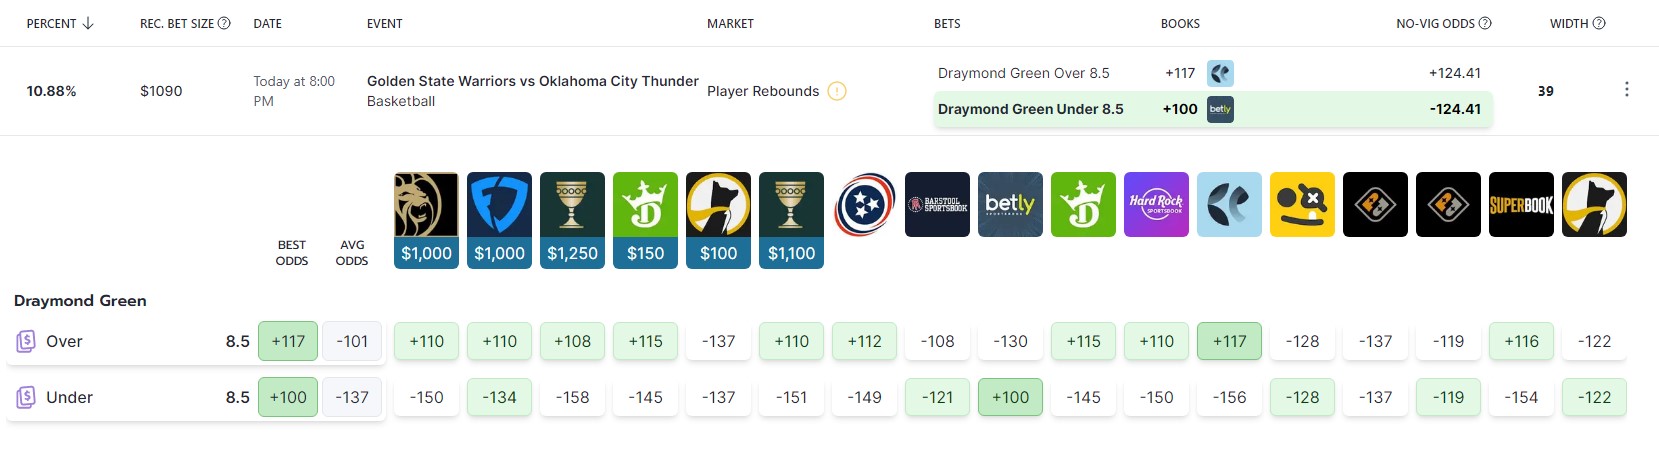 PERCENT REC. BET SIZE DATE EVENT MARKET BETS BOOKS NO-VIG ODDS WIDTH
10.88% $1090 Today at 8:00 PM Golden State Warriors vs Oklahoma City Thunder Basketball Player Rebounds Draymond Green Over 8.5 +117 +124.41 39
Draymond Green Under 8.5 +100 betly -124.41
BARSTOOL SPORTSBOOK betly SPORTSBOOK Hard Rock SPORTSBOOK SUPERBOOK
BEST ODDS AVG ODDS $1,000 $1,000 $1,250 $150 $100 $1,100
Draymond Green
Over 8.5 +117 -101 +110 +110 +108 +115 -137 +110 +112 -108 -130 +115 +110 +117 -128 -137 -119 +116 -122
Under 8.5 +100 -137 -150 -134 -158 -145 -137 -151 -149 -121 +100 -145 -150 -156 -128 -137 -119 -154 -122